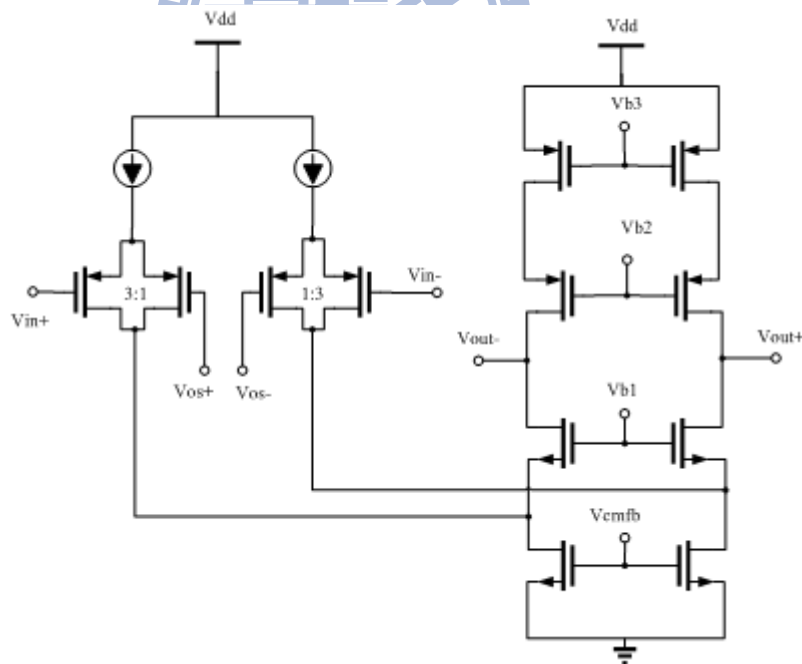 Vdd
Vdd
Vb3
Vb2
Vin-
3:1
1:3
Vin+
Vout-
Vout+
Vos+
Vos-
Vb1
Vcmfb